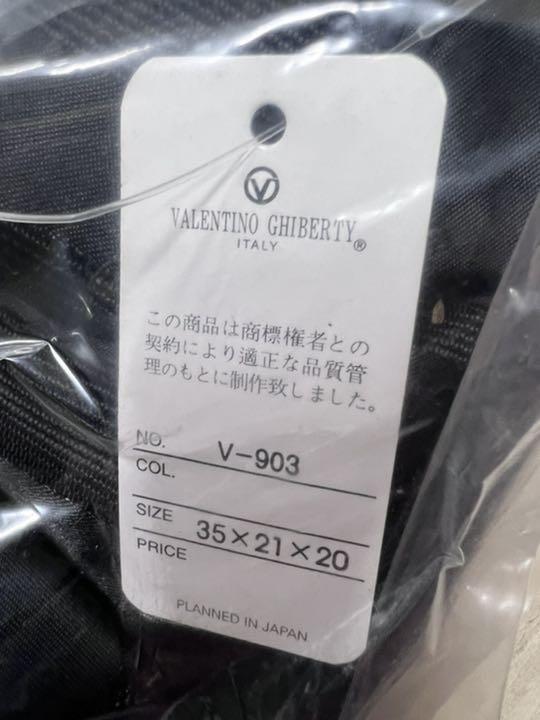 V
VALENTINO GHIBERTY®
ITALY
この商品は商標権者との
契約により適正な品質管
理のもとに制作致しました。
NO. V-903
COL.
SIZE 35×21×20
PRICE
PLANNED IN JAPAN